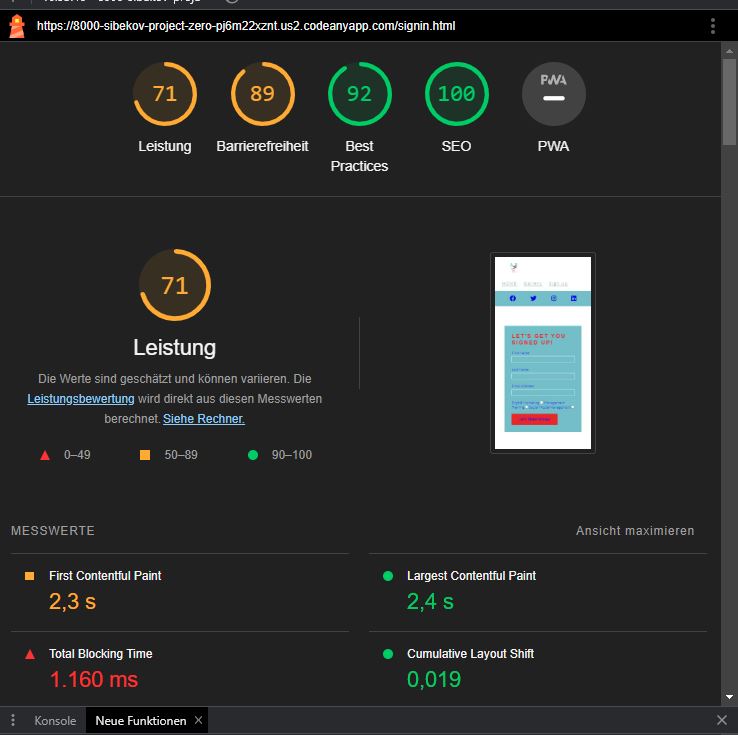 https://8000-sibekov-project-zero-pj6m22xznt.us2.codeanyapp.com/signin.html
71
89
92
100
PWA
Leistung
Barrierefreiheit
Best
Practices
SEO
PWA
71
Leistung
Die Werte sind geschätzt und können variieren. Die
Leistungsbewertung wird direkt aus diesen Messwerten
berechnet. Siehe Rechner.
0–49
50–89
90–100
LET'S GET YOU
SIGNED UP!
MESSWERTE
Ansicht maximieren
First Contentful Paint
2,3 s
Largest Contentful Paint
2,4 s
Total Blocking Time
1.160 ms
Cumulative Layout Shift
0,019
Konsole
Neue Funktionen